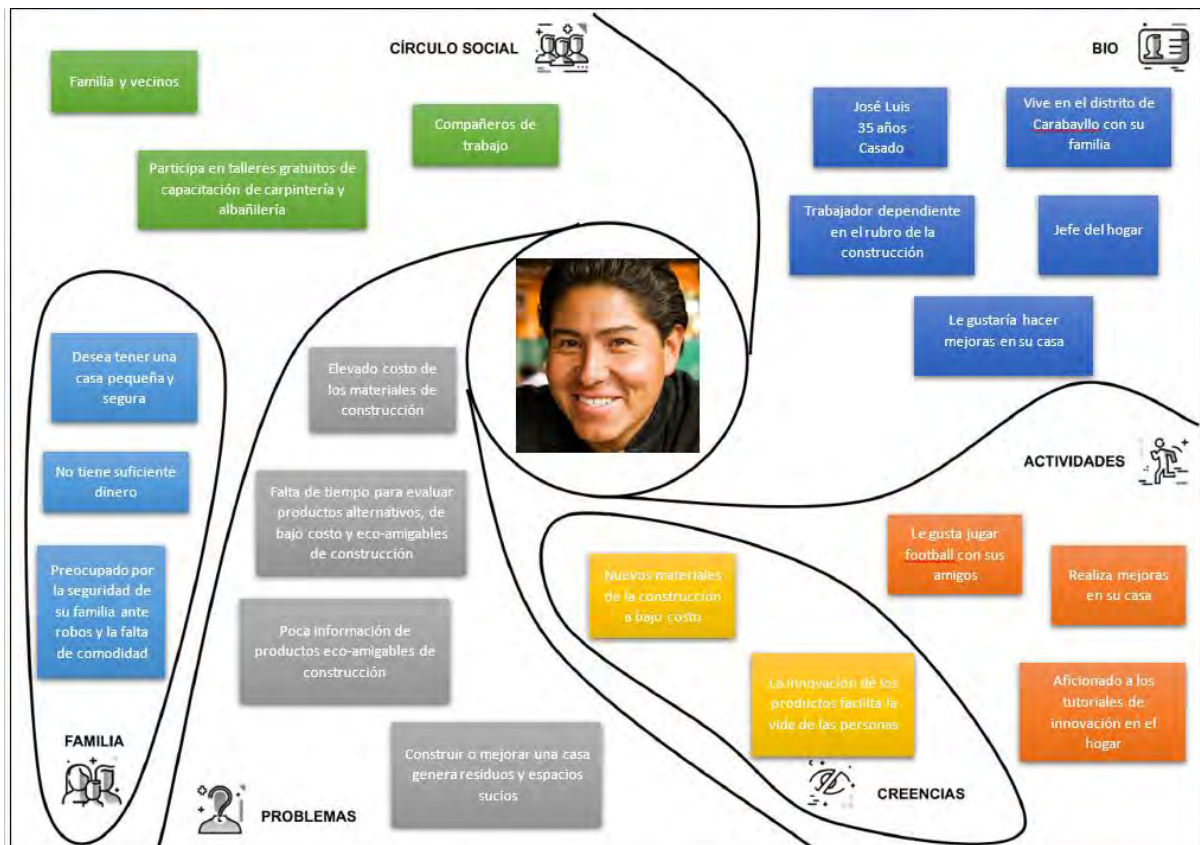 CÍRCULO SOCIAL
Familia y vecinos
Compañeros de
trabajo
Participa en talleres gratuitos de
capacitación de carpintería y
albañilería
BIO
José Luis
35 años
Casado
Vive en el distrito de
Carabayllo con su
familia
Trabajador dependiente
en el rubro de la
construcción
Jefe del hogar
Le gustaría hacer
mejoras en su casa
Desea tener una
casa pequeña y
segura
No tiene suficiente
dinero
Preocupado por
la seguridad de
su familia ante
robos y la falta
de comodidad
FAMILIA
Elevado costo de
los materiales de
construcción
Falta de tiempo para evaluar
productos alternativos, de
bajo costo y eco-amigables
de construcción
Poca información de
productos eco-amigables de
construcción
Construir o mejorar una casa
genera residuos y espacios
sucios
PROBLEMAS
Nuevos materiales
de la construccion
a bajo costo
La innovación de los
productos facilita la
vida de las personas
CREENCIAS
ACTIVIDADES
Le gusta jugar
football con sus
amigos
Realiza mejoras
en su casa
Aficionado a los
tutoriales de
innovación en el
hogar